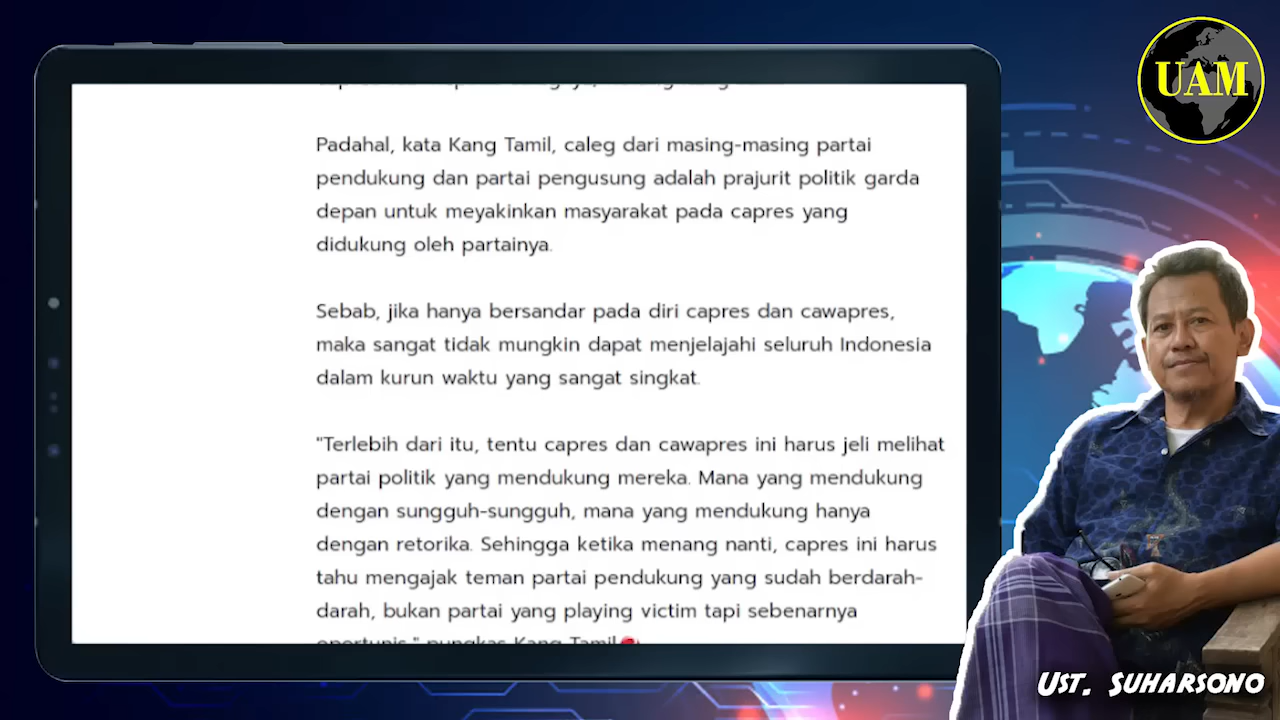 UAM
Padahal, kata Kang Tamil, caleg dari masing-masing partai
pendukung dan partai pengusung adalah prajurit politik garda
depan untuk meyakinkan masyarakat pada capres yang
didukung oleh partainya.
Sebab, jika hanya bersandar pada diri capres dan cawapres,
maka sangat tidak mungkin dapat menjelajahi seluruh Indonesia
dalam kurun waktu yang sangat singkat.
"Terlebih dari itu, tentu capres dan cawapres ini harus jeli melihat
partai politik yang mendukung mereka. Mana yang mendukung
dengan sungguh-sungguh, mana yang mendukung hanya
dengan retorika. Sehingga ketika menang nanti, capres ini harus
tahu mengajak teman partai pendukung yang sudah berdarah-
darah, bukan partai yang playing victim tapi sebenarnya
oportunis," pungkas Kang Tamil
UST. SUHARSONO